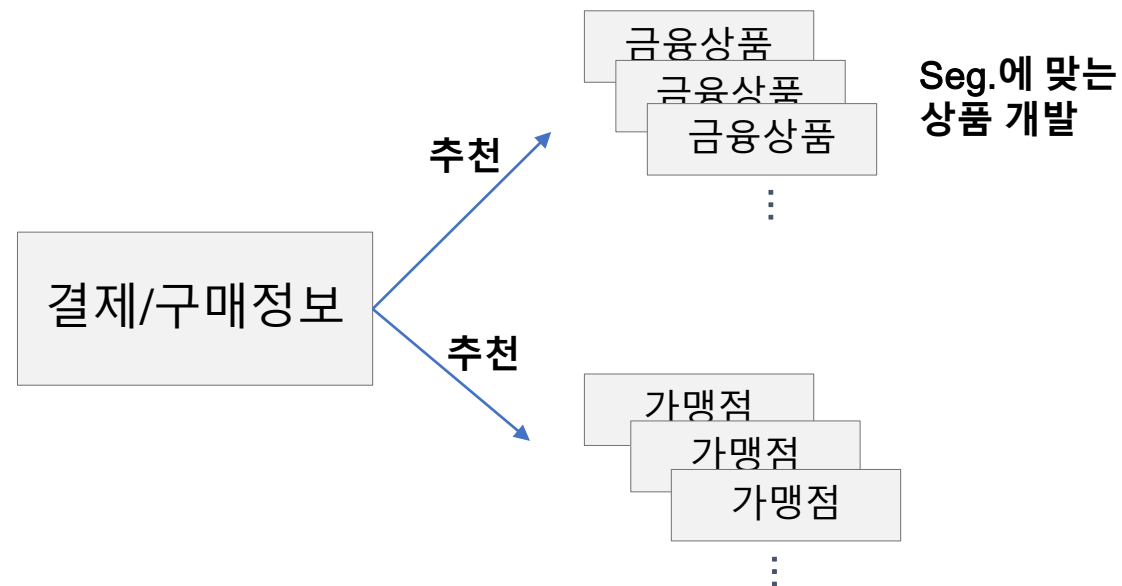 금융상품
금융상품
금융상품
Seg.에 맞는
상품 개발
추천
결제/구매정보
추천
가맹점
가맹점
가맹점